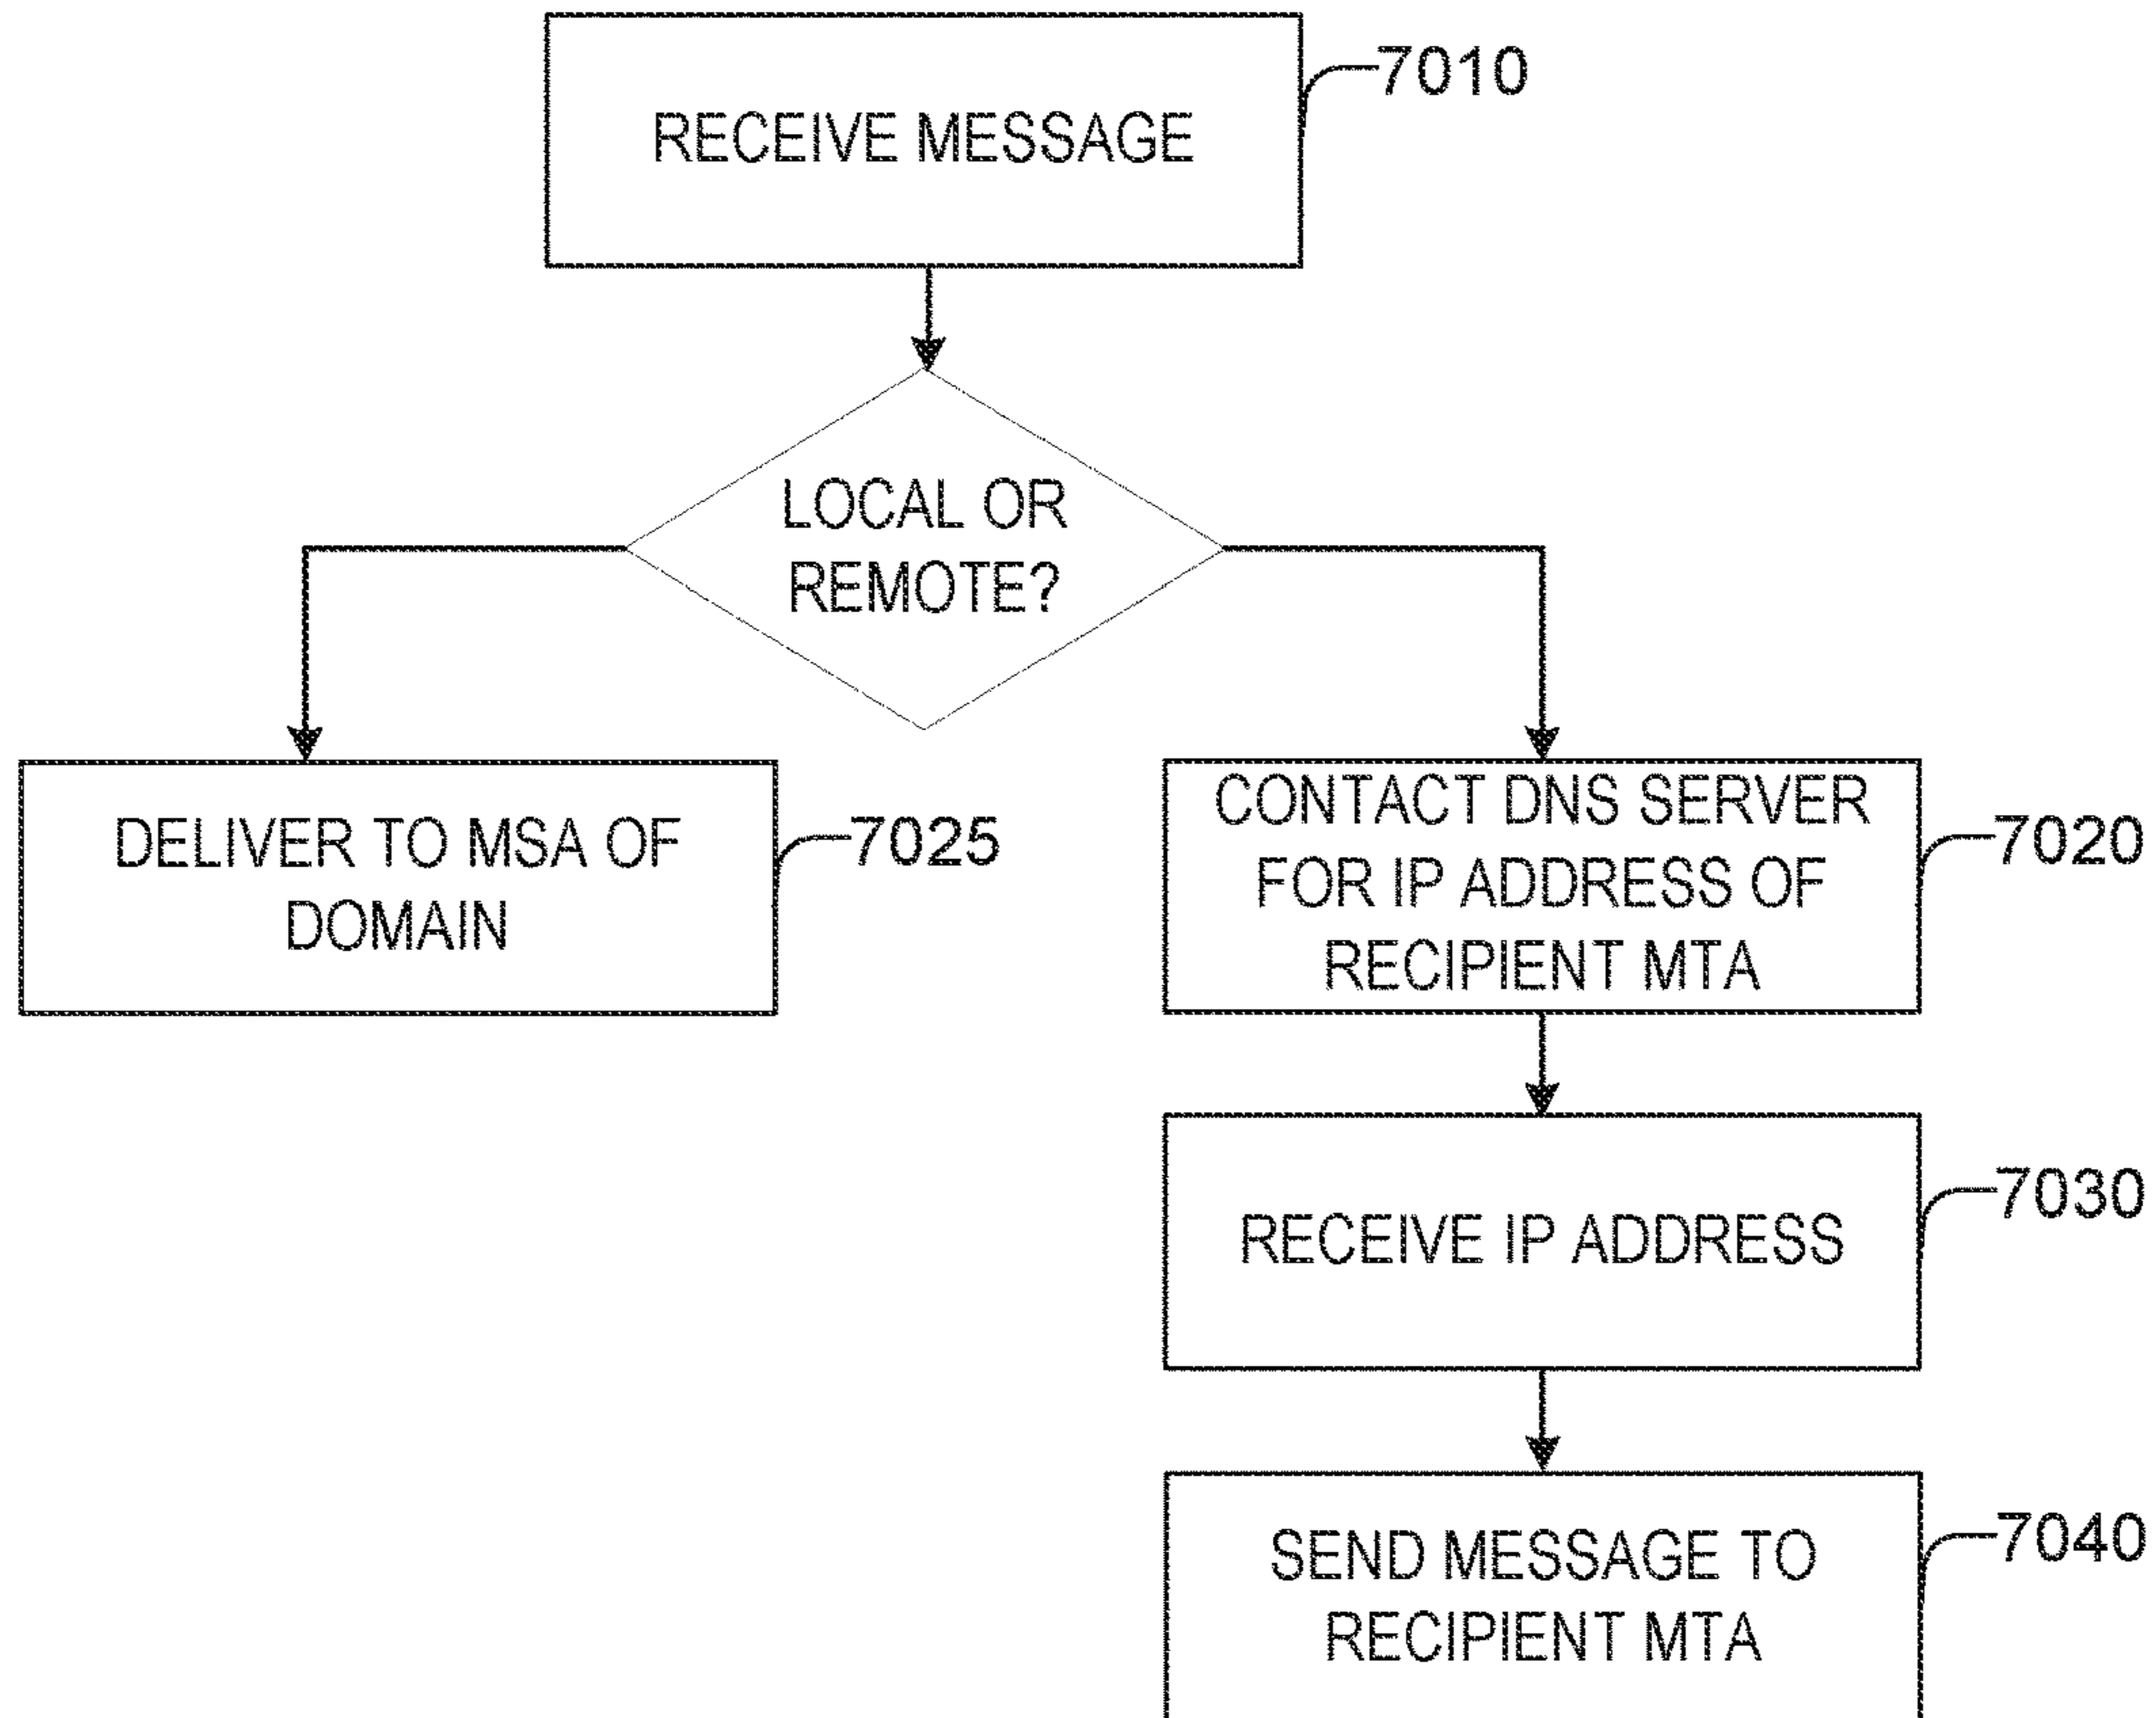 RECEIVE MESSAGE
7010
LOCAL OR
REMOTE?
DELIVER TO MSA OF
DOMAIN
7025
CONTACT DNS SERVER
FOR IP ADDRESS OF
RECIPIENT MTA
7020
RECEIVE IP ADDRESS
7030
SEND MESSAGE TO
RECIPIENT MTA
7040